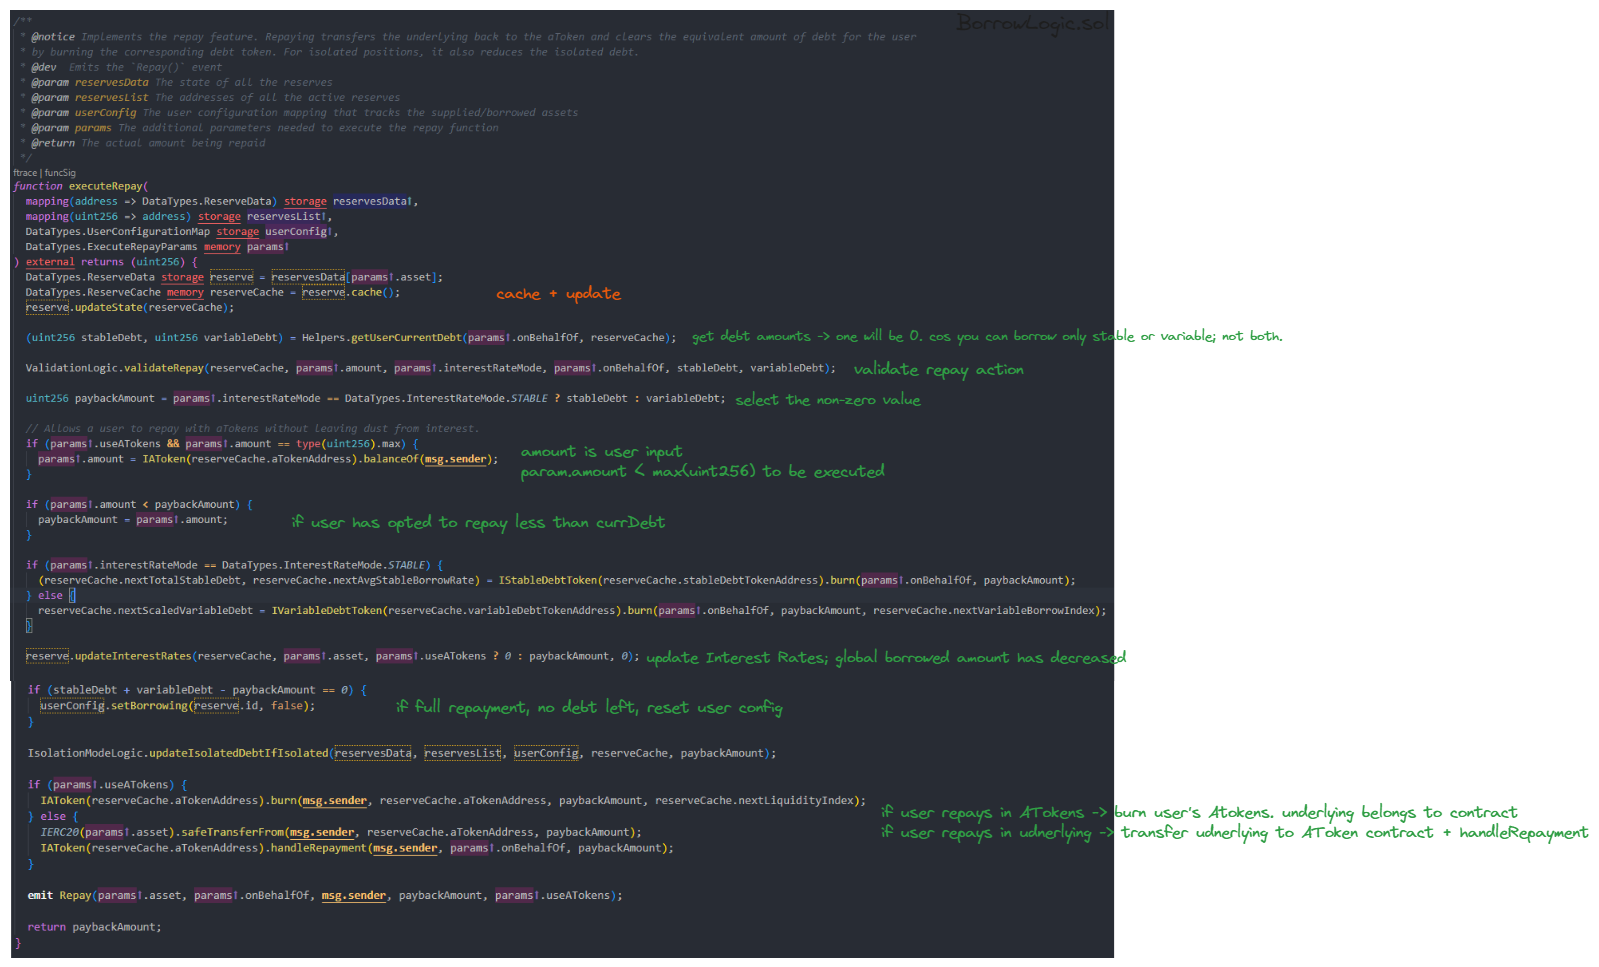 BorrowLogic.sol
/**
* @notice Implements the repay feature. Repaying transfers the underlying back to the aToken and clears the equivalent amount of debt for the user
* by burning the corresponding debt token. For isolated positions, it also reduces the isolated debt.
* @dev  Emits the `Repay()` event
* @param reservesData The state of all the reserves
* @param reservesList The addresses of all the active reserves
* @param userConfig The user configuration mapping that tracks the supplied/borrowed assets
* @param params The additional parameters needed to execute the repay function
* @return The actual amount being repaid
*/
ftrace | funcSig
function executeRepay(
mapping(address => DataTypes.ReserveData) storage reservesData↑,
mapping(uint256 => address) storage reservesList↑,
DataTypes.UserConfigurationMap storage userConfig↑,
DataTypes.ExecuteRepayParams memory params↑
) external returns (uint256) {
DataTypes.ReserveData storage reserve = reservesData[params↑.asset];
DataTypes.ReserveCache memory reserveCache = reserve.cache(); cache + update
reserve.updateState(reserveCache);
(uint256 stableDebt, uint256 variableDebt) = Helpers.getUserCurrentDebt(params↑.onBehalfOf, reserveCache); get debt amounts -> one will be 0. cos you can borrow only stable or variable; not both.
ValidationLogic.validateRepay(reserveCache, params↑.amount, params↑.interestRateMode, params↑.onBehalfOf, stableDebt, variableDebt); validate repay action
uint256 paybackAmount = params↑.interestRateMode == DataTypes.InterestRateMode.STABLE ? stableDebt : variableDebt; select the non-zero value
// Allows a user to repay with aTokens without leaving dust from interest.
if (params↑.useATokens && params↑.amount == type(uint256).max) {
amount is user input
params↑.amount = IAToken(reserveCache.aTokenAddress).balanceOf(msg.sender);
param.amount < max(uint256) to be executed
}
if (params↑.amount < paybackAmount) {
paybackAmount = params↑.amount; if user has opted to repay less than currDebt
}
if (params↑.interestRateMode == DataTypes.InterestRateMode.STABLE) {
(reserveCache.nextTotalStableDebt, reserveCache.nextAvgStableBorrowRate) = IStableDebtToken(reserveCache.stableDebtTokenAddress).burn(params↑.onBehalfOf, paybackAmount);
} else {
reserveCache.nextScaledVariableDebt = IVariableDebtToken(reserveCache.variableDebtTokenAddress).burn(params↑.onBehalfOf, paybackAmount, reserveCache.nextVariableBorrowIndex);
}
reserve.updateInterestRates(reserveCache, params↑.asset, params↑.useATokens ? 0 : paybackAmount, 0); update Interest Rates; global borrowed amount has decreased
if (stableDebt + variableDebt - paybackAmount == 0) {
userConfig.setBorrowing(reserve.id, false); if full repayment, no debt left, reset user config
}
IsolationModeLogic.updateIsolatedDebtIfIsolated(reservesData, reservesList, userConfig, reserveCache, paybackAmount);
if (params↑.useATokens) {
IAToken(reserveCache.aTokenAddress).burn(msg.sender, reserveCache.aTokenAddress, paybackAmount, reserveCache.nextLiquidityIndex);
if user repays in ATokens -> burn user's Atokens. underlying belongs to contract
} else {
IERC20(params↑.asset).safeTransferFrom(msg.sender, reserveCache.aTokenAddress, paybackAmount); if user repays in udnerlying -> transfer udnerlying to AToken contract + handleRepayment
IAToken(reserveCache.aTokenAddress).handleRepayment(msg.sender, params↑.onBehalfOf, paybackAmount);
}
emit Repay(params↑.asset, params↑.onBehalfOf, msg.sender, paybackAmount, params↑.useATokens);
return paybackAmount;
}